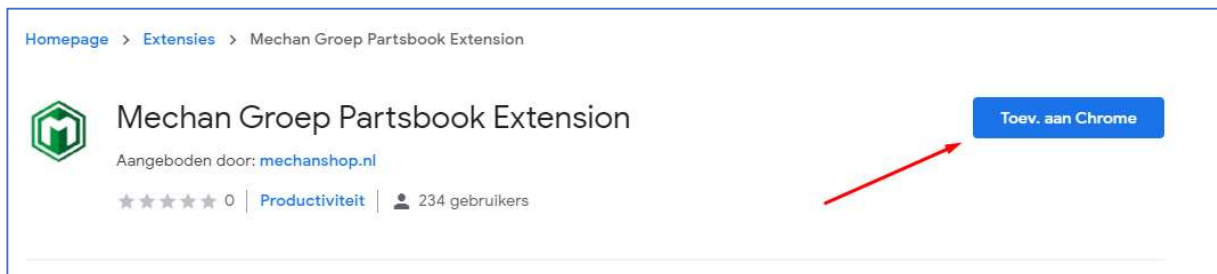 Homepage > Extensies > Mechan Groep Partsbook Extension
Mechan Groep Partsbook Extension
Toev. aan Chrome
Aangeboden door: mechanshop.nl
0 | Productiviteit | 234 gebruikers